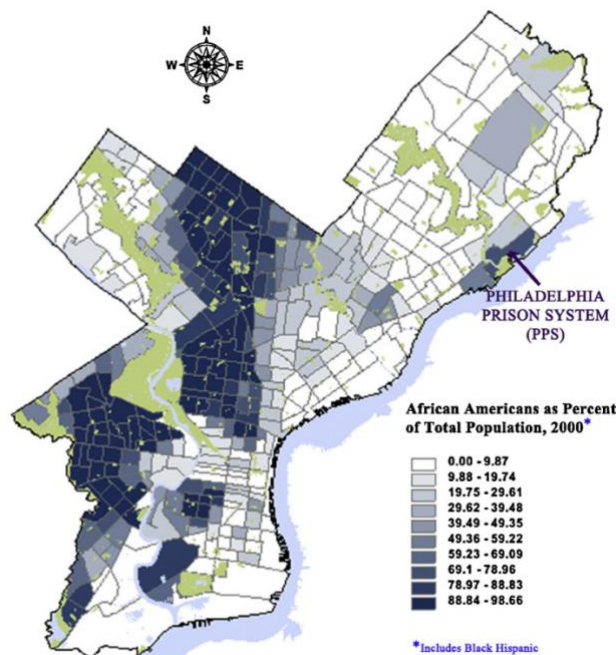 N
W E
S
PHILADELPHIA
PRISON SYSTEM
(PPS)
African Americans as Percent
of Total Population, 2000*
0.00 - 9.87
9.88 - 19.74
19.75 - 29.61
29.62 - 39.48
39.49 - 49.35
49.36 - 59.22
59.23 - 69.09
69.1 - 78.96
78.97 - 88.83
88.84 - 98.66
*Includes Black Hispanic